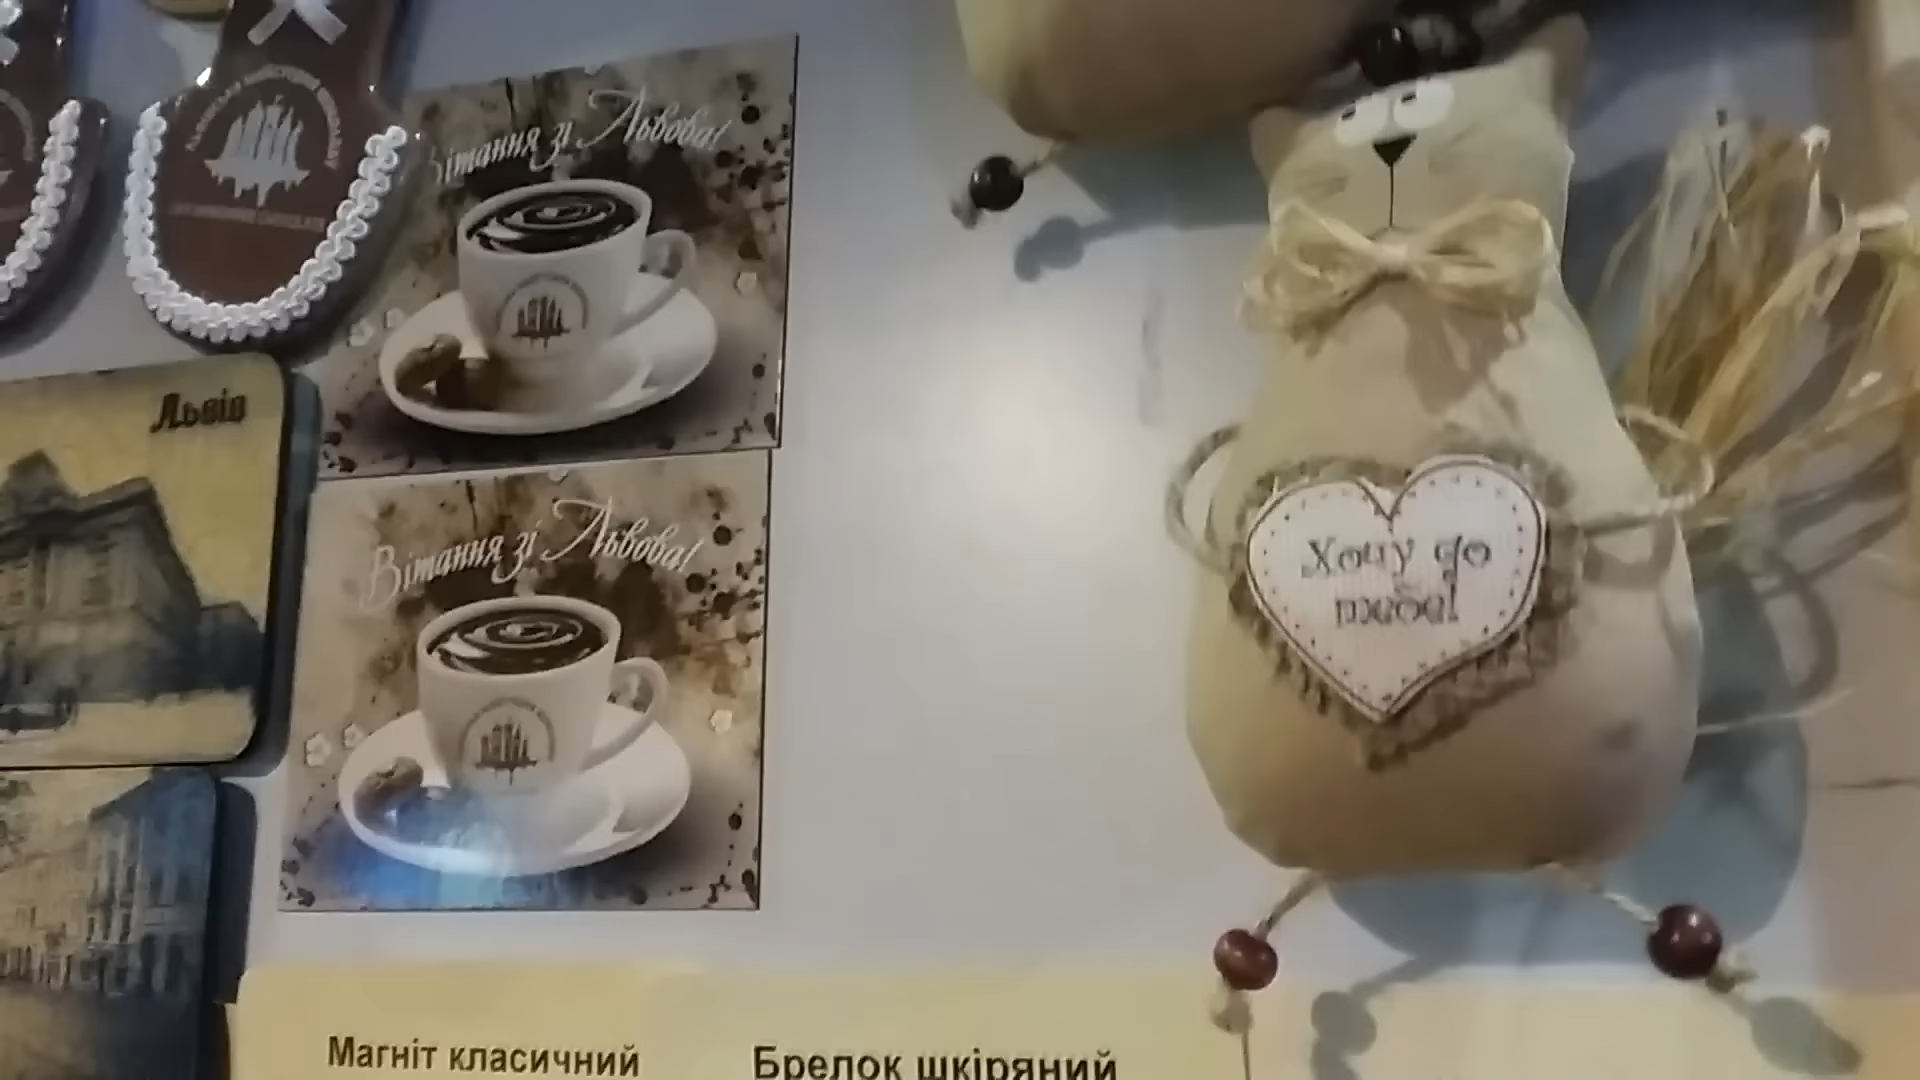 Вітання зі Львова!
Львів
Вітання зі Львова!
Хочу до
тебе!
Магніт класичний
Брелок шкіряний